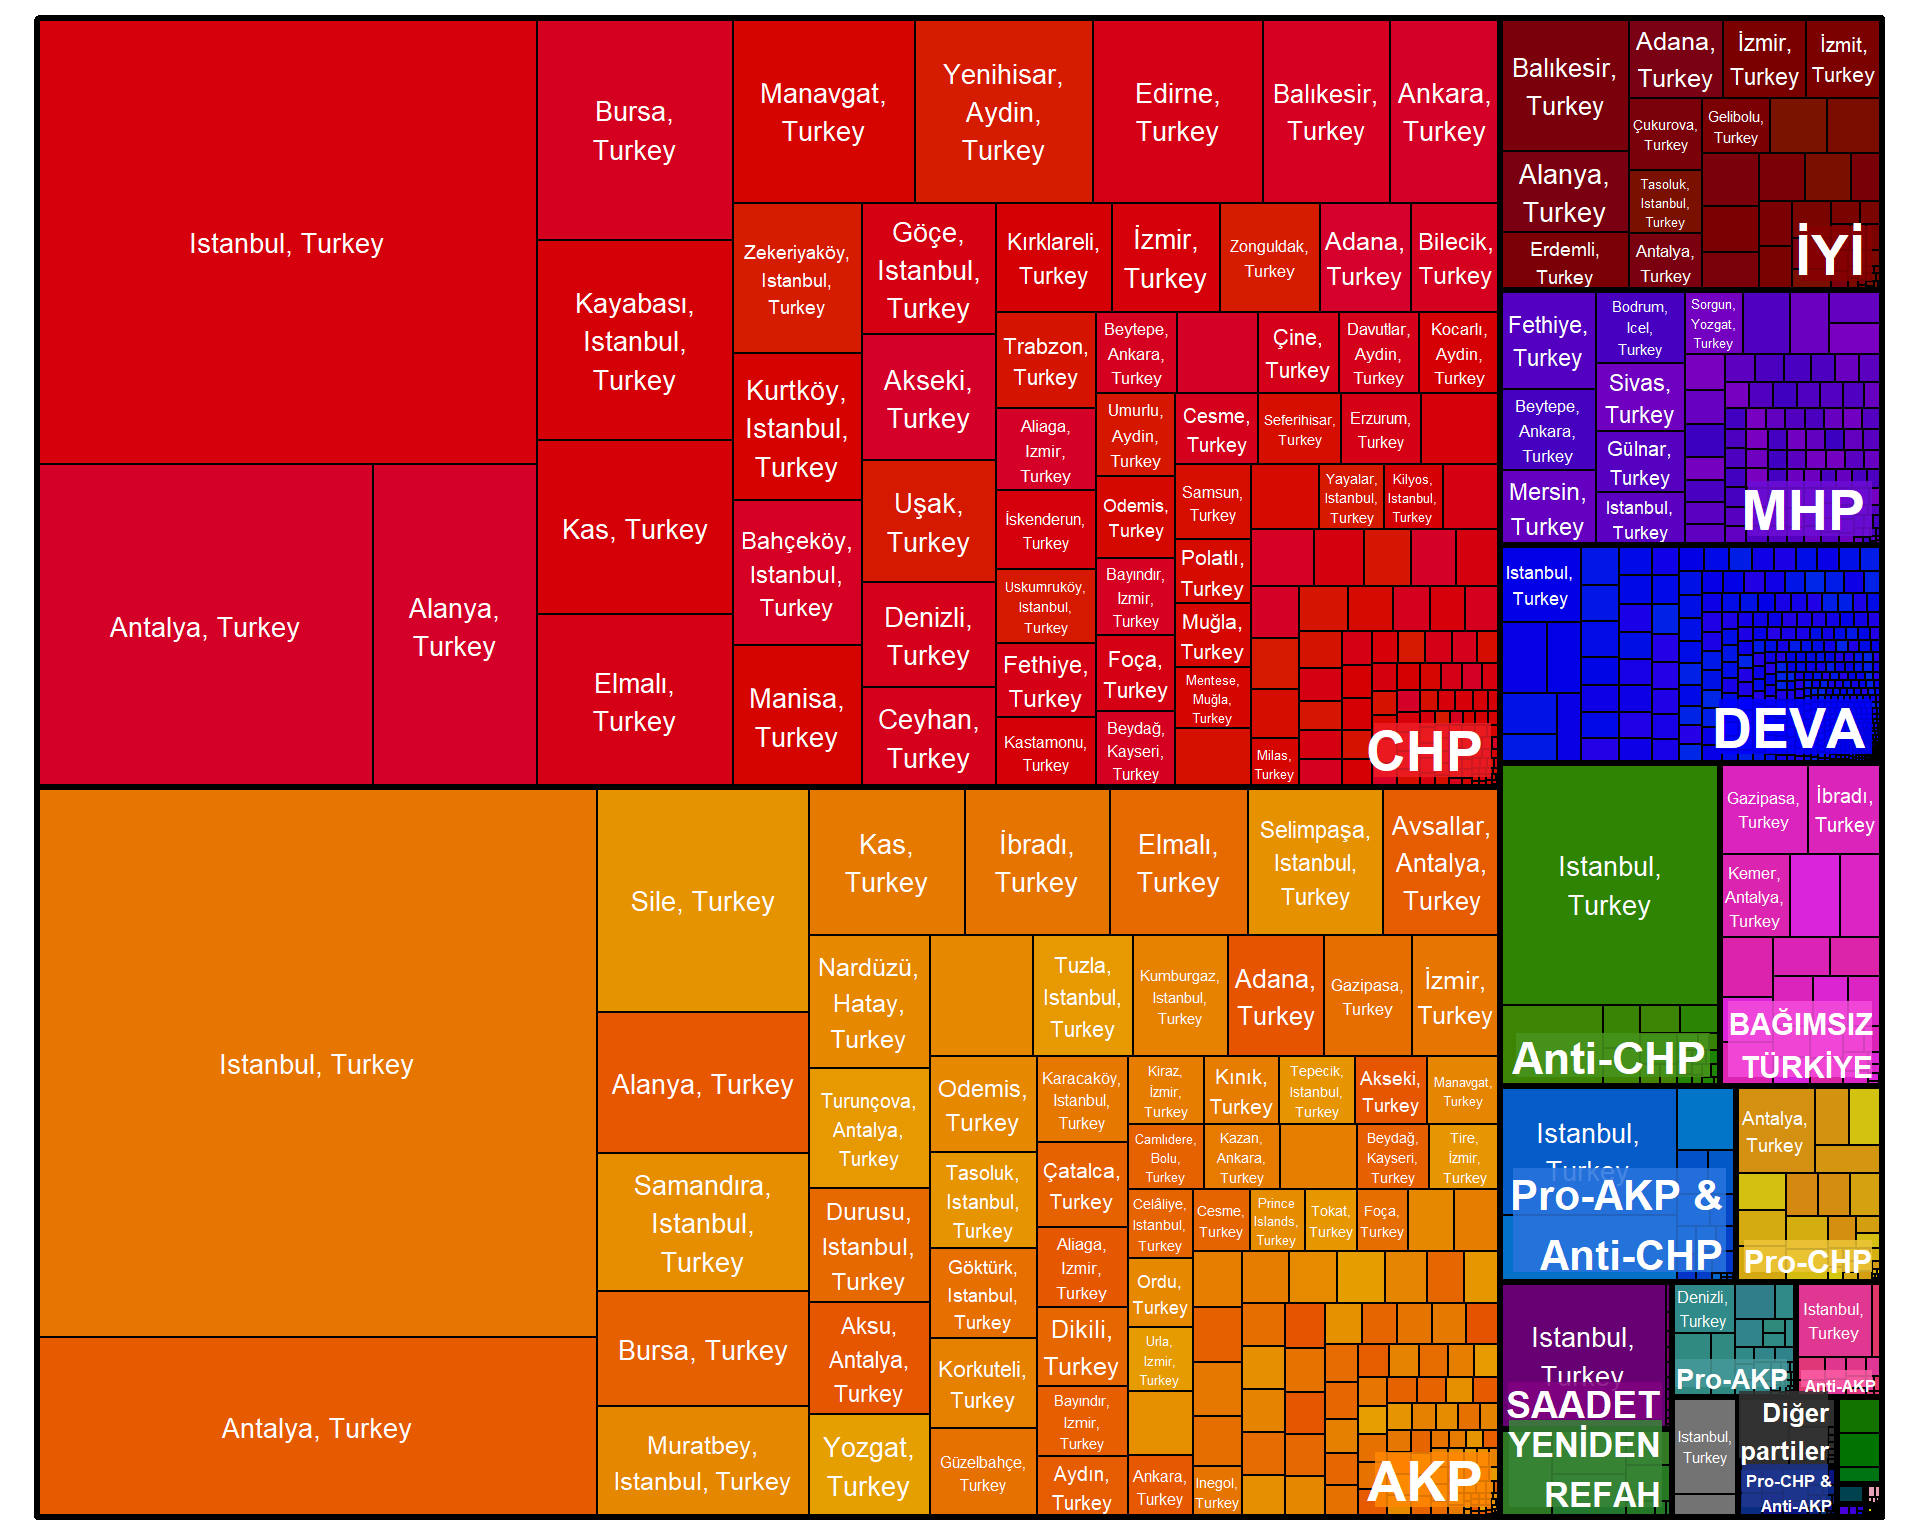 Istanbul, Turkey
Antalya, Turkey
Alanya,
Turkey
Bursa,
Turkey
Kayabası,
Istanbul,
Turkey
Kas, Turkey
Elmalı,
Turkey
Manavgat,
Turkey
Yenihisar,
Aydin,
Turkey
Edirne,
Turkey
Balıkesir,
Turkey
Ankara,
Turkey
Zekeriyaköy,
Istanbul,
Turkey
Kurtköy,
Istanbul,
Turkey
Bahçeköy,
Istanbul,
Turkey
Manisa,
Turkey
Göçe,
Istanbul,
Turkey
Akseki,
Turkey
Uşak,
Turkey
Denizli,
Turkey
Ceyhan,
Turkey
Kırklareli,
Turkey
İzmir,
Turkey
Zonguldak,
Turkey
Adana,
Turkey
Bilecik,
Turkey
Trabzon,
Turkey
Aliaga,
Izmir,
Turkey
İskenderun,
Turkey
Uskumruköy,
Istanbul,
Turkey
Fethiye,
Turkey
Kastamonu,
Turkey
Beytepe,
Ankara,
Turkey
Çine,
Turkey
Davutlar,
Aydin,
Turkey
Kocarlı,
Aydin,
Turkey
Umurlu,
Aydin,
Turkey
Cesme,
Turkey
Seferihisar,
Turkey
Erzurum,
Turkey
Odemis,
Turkey
Bayındır,
Izmir,
Turkey
Foça,
Turkey
Beydağ,
Kayseri,
Turkey
Samsun,
Turkey
Polatlı,
Turkey
Muğla,
Turkey
Mentese,
Muğla,
Turkey
Yayalar,
Istanbul,
Turkey
Kilyos,
Istanbul,
Turkey
Milas,
Turkey
CHP
Istanbul, Turkey
Antalya, Turkey
Sile, Turkey
Alanya, Turkey
Samandıra,
Istanbul,
Turkey
Bursa, Turkey
Muratbey,
Istanbul, Turkey
Kas,
Turkey
İbradı,
Turkey
Elmalı,
Turkey
Selimpaşa,
Istanbul,
Turkey
Avsallar,
Antalya,
Turkey
Nardüzü,
Hatay,
Turkey
Turunçova,
Antalya,
Turkey
Durusu,
Istanbul,
Turkey
Aksu,
Antalya,
Turkey
Yozgat,
Turkey
Tuzla,
Istanbul,
Turkey
Kumburgaz,
Istanbul,
Turkey
Adana,
Turkey
Gazipasa,
Turkey
İzmir,
Turkey
Odemis,
Turkey
Tasoluk,
Istanbul,
Turkey
Göktürk,
Istanbul,
Turkey
Korkuteli,
Turkey
Güzelbahçe,
Turkey
Karacaköy,
Istanbul,
Turkey
Çatalca,
Turkey
Aliaga,
Izmir,
Turkey
Dikili,
Turkey
Bayındır,
Izmir,
Turkey
Aydın,
Turkey
Kiraz,
İzmir,
Turkey
Kınık,
Turkey
Tepecik,
Istanbul,
Turkey
Akseki,
Turkey
Manavgat,
Turkey
Camlıdere,
Bolu,
Turkey
Kazan,
Ankara,
Turkey
Beydağ,
Kayseri,
Turkey
Tire,
İzmir,
Turkey
Celâliye,
Istanbul,
Turkey
Cesme,
Turkey
Prince
Islands,
Turkey
Tokat,
Turkey
Foça,
Turkey
Ordu,
Turkey
Urla,
Izmir,
Turkey
Ankara,
Turkey
Inegol,
Turkey
AKP
Balıkesir,
Turkey
Alanya,
Turkey
Erdemli,
Turkey
Adana,
Turkey
İzmir,
Turkey
İzmit,
Turkey
Çukurova,
Turkey
Gelibolu,
Turkey
Tasoluk,
Istanbul,
Turkey
Antalya,
Turkey
İYİ
Fethiye,
Turkey
Beytepe,
Ankara,
Turkey
Mersin,
Turkey
Bodrum,
Icel,
Turkey
Sivas,
Turkey
Gülnar,
Turkey
Istanbul,
Turkey
Sorgun,
Yozgat,
Turkey
MHP
Istanbul,
Turkey
DEVA
Istanbul,
Turkey
Anti-CHP
Gazipasa,
Turkey
İbradı,
Turkey
Kemer,
Antalya,
Turkey
BAĞIMSIZ
TÜRKİYE
Istanbul,
Turkey
Pro-AKP &
Anti-CHP
Antalya,
Turkey
Pro-CHP
Istanbul,
Turkey
SAADET
YENİDEN
REFAH
Denizli,
Turkey
Pro-AKP
Istanbul,
Turkey
Anti-AKP
Istanbul,
Turkey
Diğer
partiler
Pro-CHP &
Anti-AKP